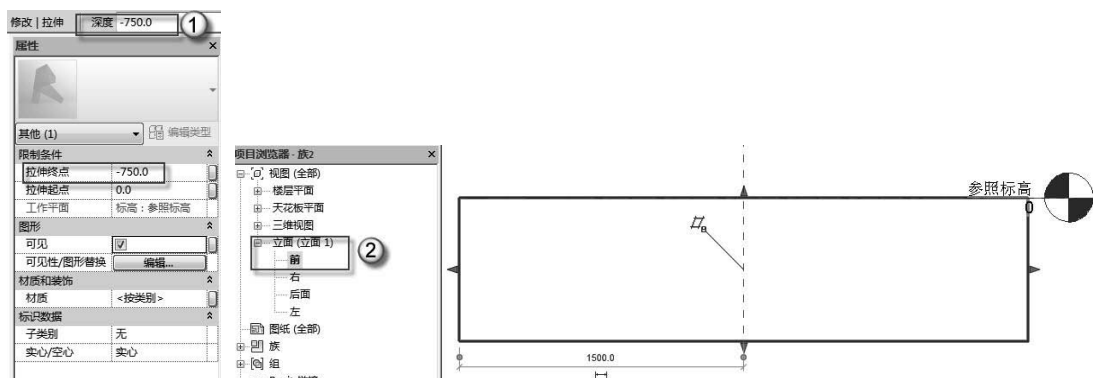 修改 | 拉伸 深度 -750.0 1
属性 ×
其他 (1) 编辑类型
限制条件
拉伸终点 -750.0
拉伸起点 0.0
工作平面 标高：参照标高
图形
可见
可见性/图形替换 编辑...
材质和装饰
材质 <按类别>
标识数据
子类别 无
实心/空心 实心
项目浏览器 - 族2 ×
视图 (全部)
楼层平面
天花板平面
三维视图
立面 (立面 1) 2
前
右
后面
左
图纸 (全部)
族
组
参照标高
0
1500.0